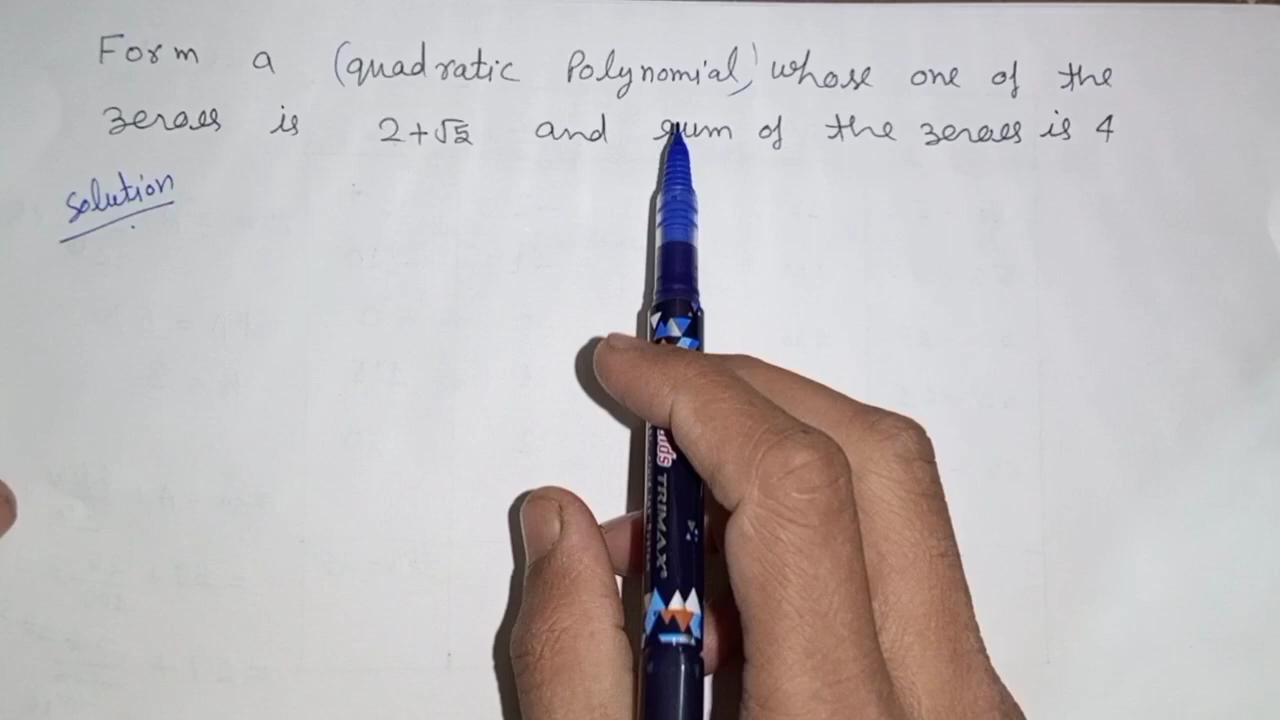 Form a (quadratic Polynomial) whose one of the
zeroes is 2+√2 and sum of the zeroes is 4
Solution
TRIMAX